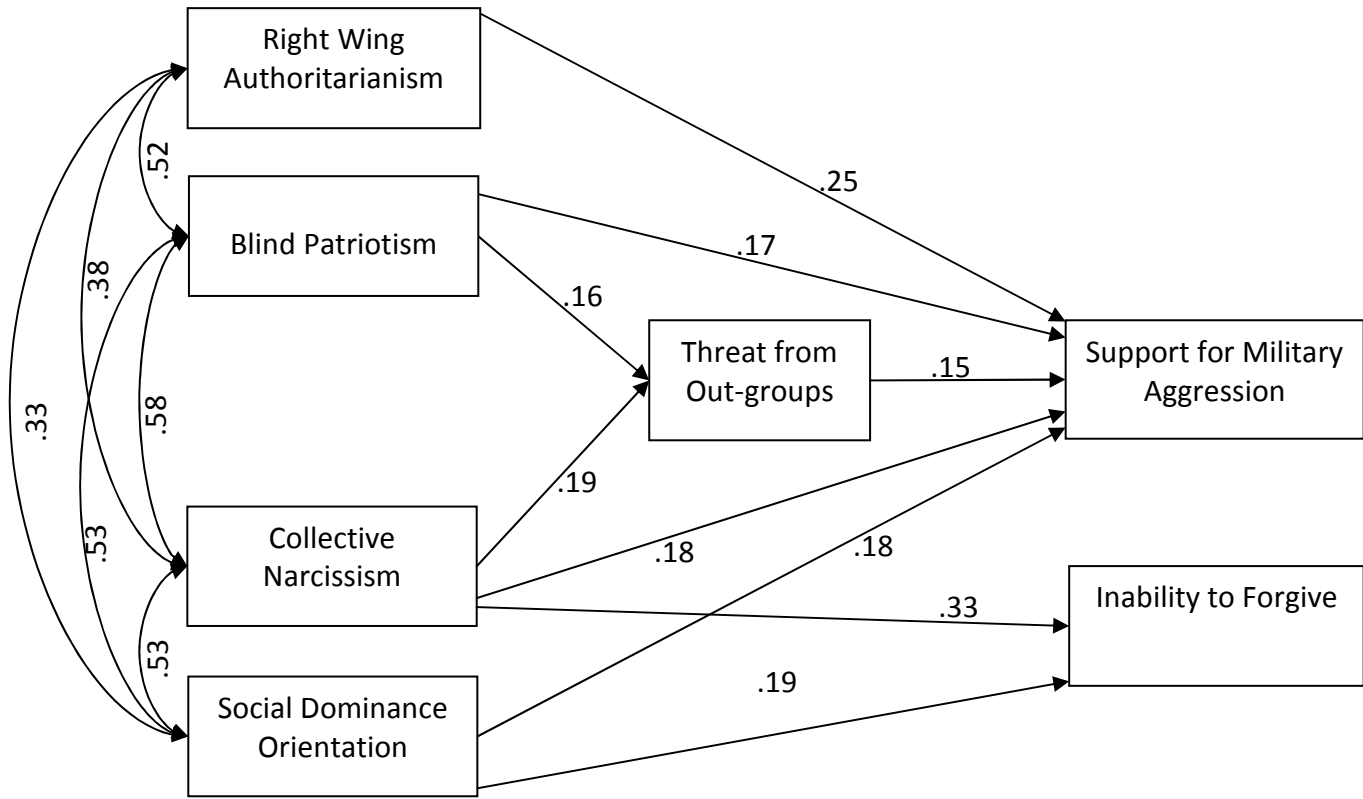 Right Wing
Authoritarianism
.52
.25
Blind Patriotism
.17
.38
.16
Threat from
Out-groups
.15
Support for Military
Aggression
.33
.58
.19
.53
Collective
Narcissism
.18
.18
.33
Inability to Forgive
.53
.19
Social Dominance
Orientation